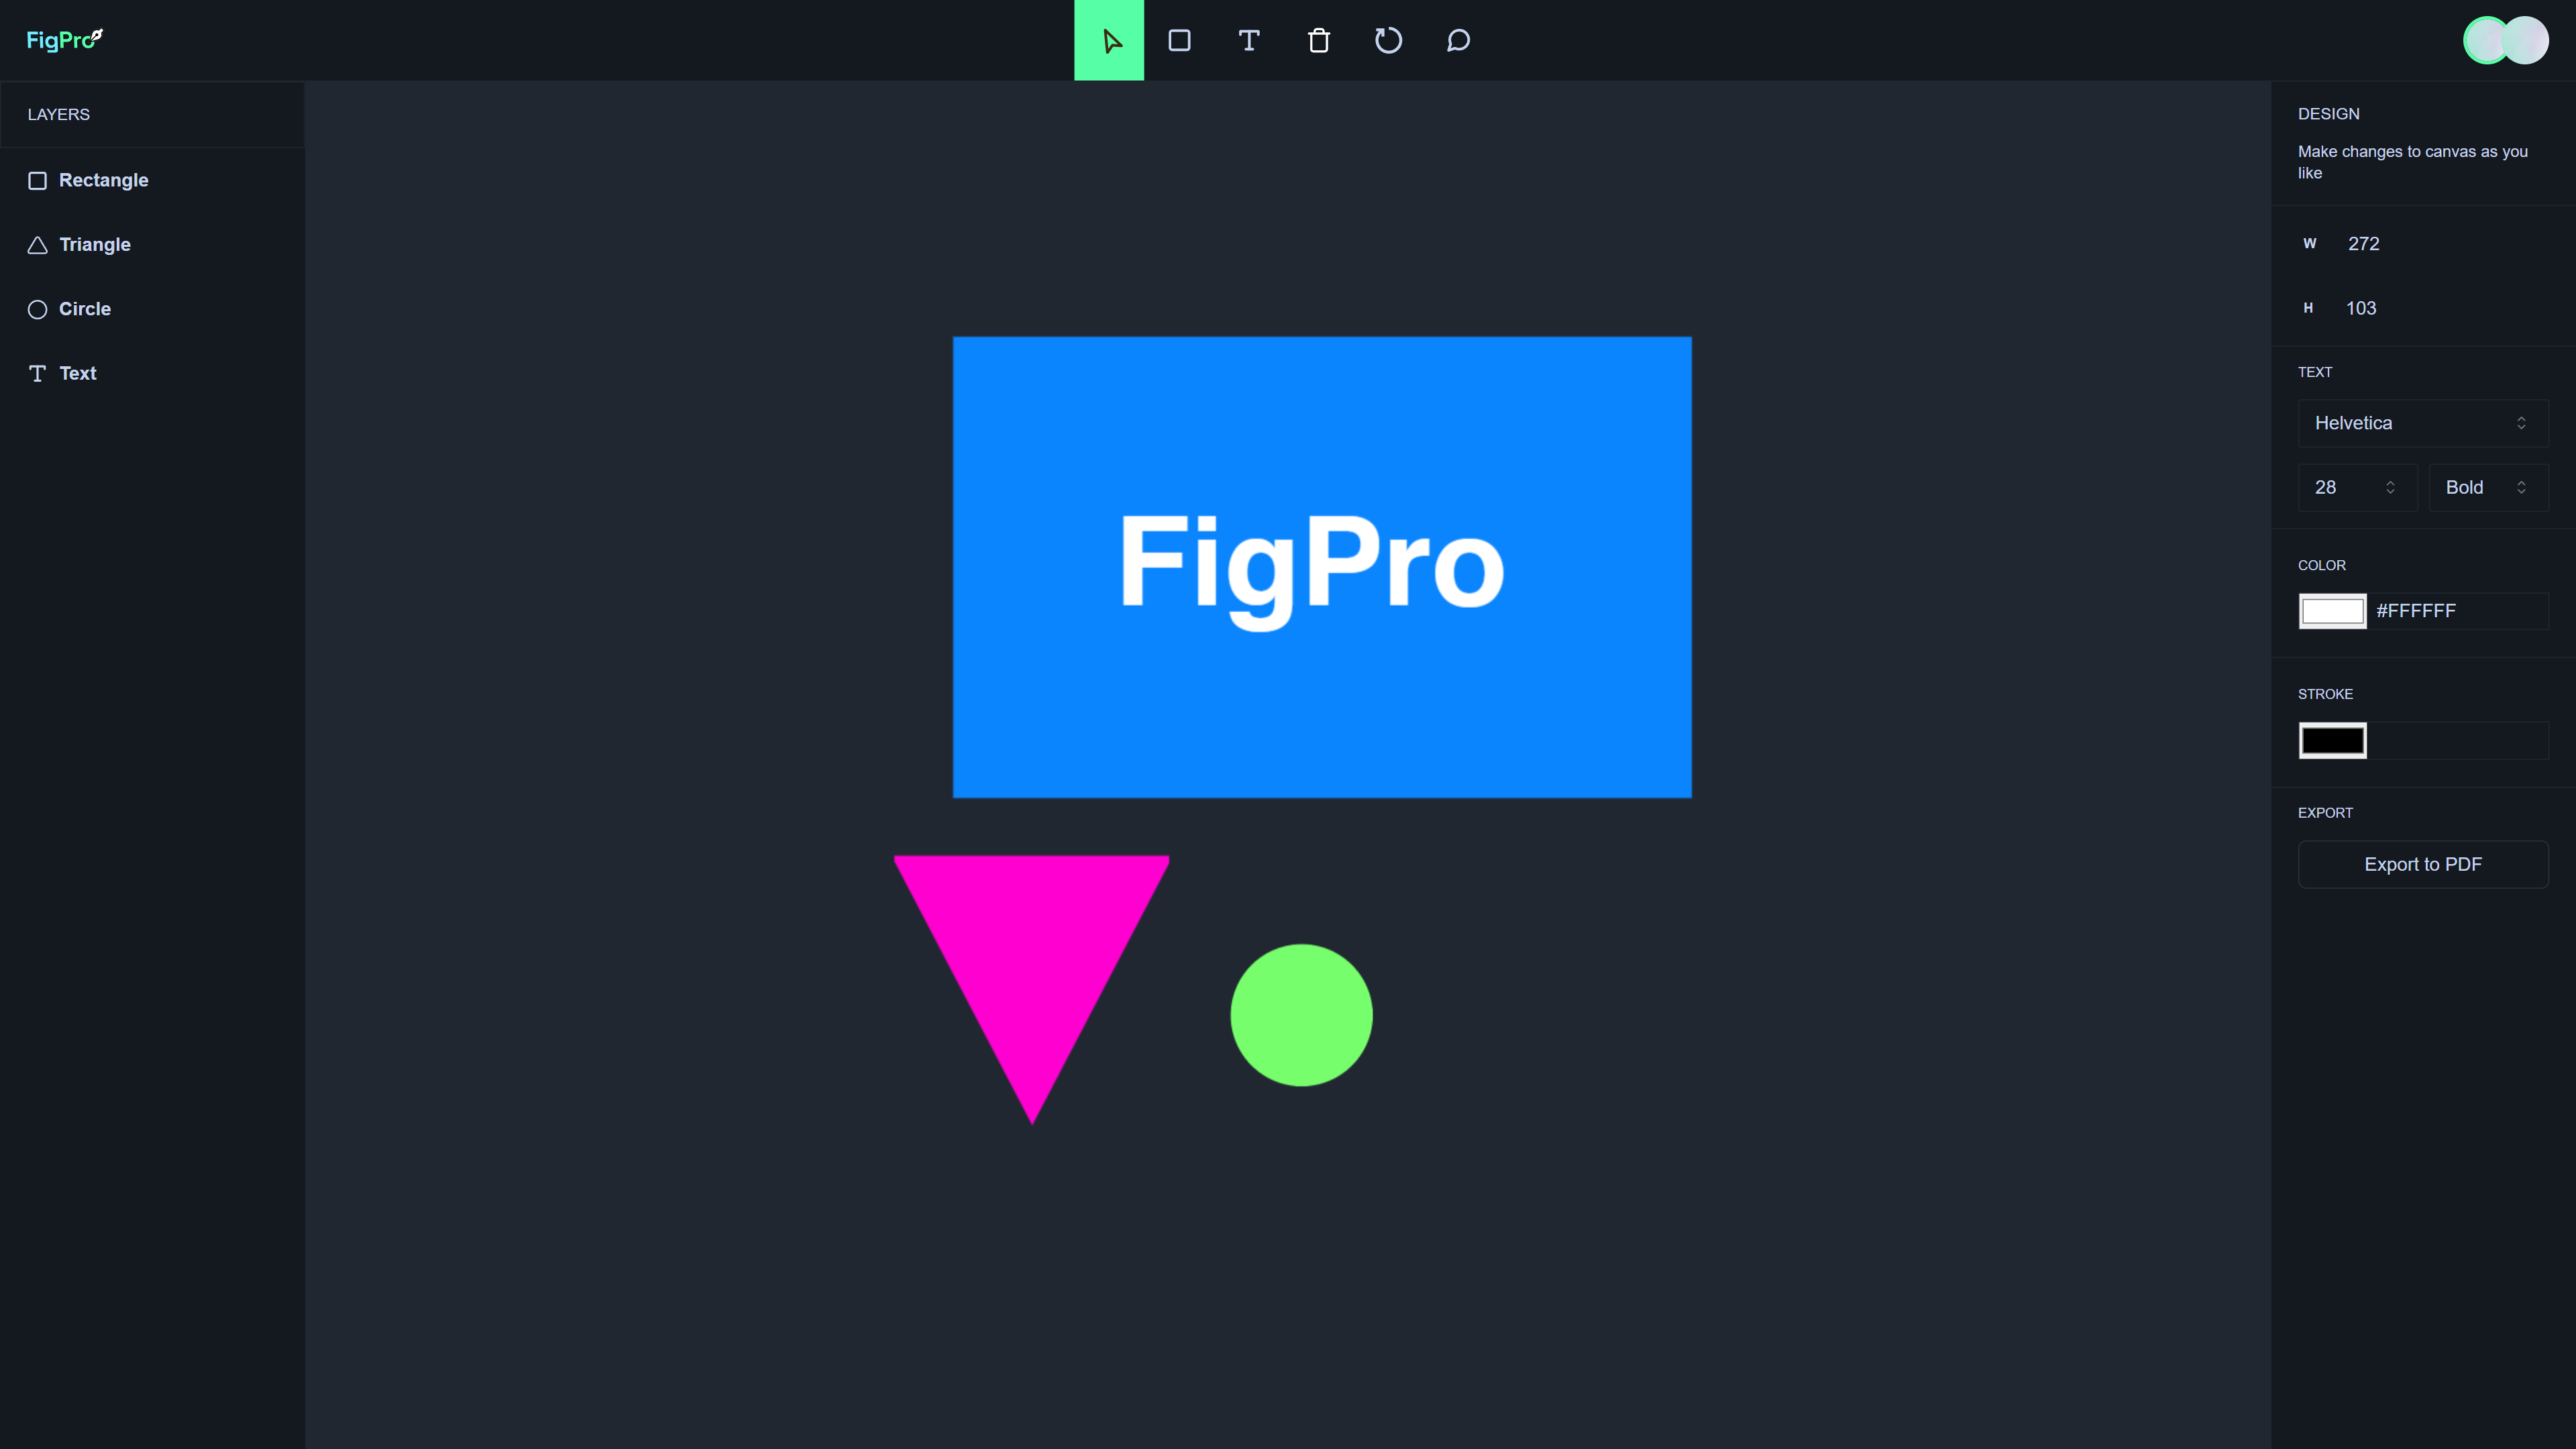 FigPro
LAYERS
Rectangle
Triangle
Circle
Text
FigPro
DESIGN
Make changes to canvas as you
like
W 272
H 103
TEXT
Helvetica
28 Bold
COLOR
#FFFFFF
STROKE
EXPORT
Export to PDF